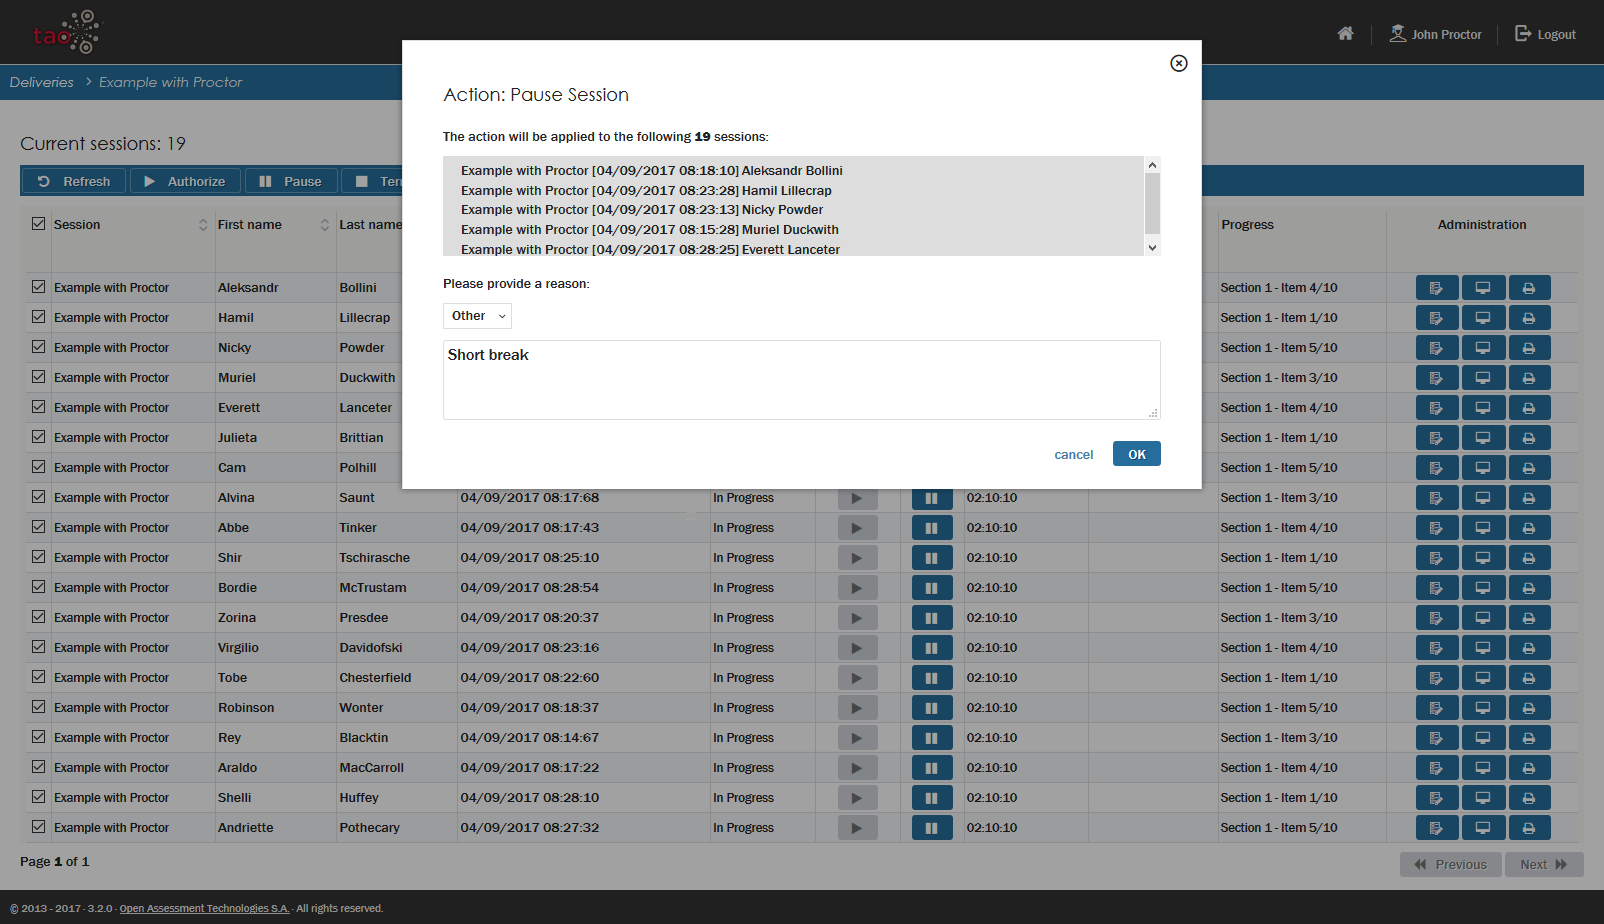 tao
John Proctor
Logout
Deliveries > Example with Proctor
Action: Pause Session
The action will be applied to the following 19 sessions:
Example with Proctor [04/09/2017 08:18:10] Aleksandr Bollini
Example with Proctor [04/09/2017 08:23:28] Hamil Lillecrap
Example with Proctor [04/09/2017 08:23:13] Nicky Powder
Example with Proctor [04/09/2017 08:15:28] Muriel Duckwith
Example with Proctor [04/09/2017 08:28:25] Everett Lanceter
Please provide a reason:
Other
Short break
cancel OK
Current sessions: 19
Refresh Authorize Pause Ter
Session First name Last name Progress Administration
Example with Proctor Aleksandr Bollini Section 1 - Item 4/10
Example with Proctor Hamil Lillecrap Section 1 - Item 1/10
Example with Proctor Nicky Powder Section 1 - Item 5/10
Example with Proctor Muriel Duckwith Section 1 - Item 3/10
Example with Proctor Everett Lanceter Section 1 - Item 4/10
Example with Proctor Julieta Brittian Section 1 - Item 1/10
Example with Proctor Cam Polhill Section 1 - Item 5/10
Example with Proctor Alvina Saunt 04/09/2017 08:17:68 In Progress 02:10:10 Section 1 - Item 3/10
Example with Proctor Abbe Tinker 04/09/2017 08:17:43 In Progress 02:10:10 Section 1 - Item 4/10
Example with Proctor Shir Tschirasche 04/09/2017 08:25:10 In Progress 02:10:10 Section 1 - Item 1/10
Example with Proctor Bordie McTrustam 04/09/2017 08:28:54 In Progress 02:10:10 Section 1 - Item 5/10
Example with Proctor Zorina Presdee 04/09/2017 08:20:37 In Progress 02:10:10 Section 1 - Item 3/10
Example with Proctor Virgilio Davidofski 04/09/2017 08:23:16 In Progress 02:10:10 Section 1 - Item 4/10
Example with Proctor Tobe Chesterfield 04/09/2017 08:22:60 In Progress 02:10:10 Section 1 - Item 1/10
Example with Proctor Robinson Wonter 04/09/2017 08:18:37 In Progress 02:10:10 Section 1 - Item 5/10
Example with Proctor Rey Blacktin 04/09/2017 08:14:67 In Progress 02:10:10 Section 1 - Item 3/10
Example with Proctor Araldo MacCarroll 04/09/2017 08:17:22 In Progress 02:10:10 Section 1 - Item 4/10
Example with Proctor Shelli Huffey 04/09/2017 08:28:10 In Progress 02:10:10 Section 1 - Item 1/10
Example with Proctor Andriette Pothecary 04/09/2017 08:27:32 In Progress 02:10:10 Section 1 - Item 5/10
Page 1 of 1
Previous Next
© 2013 - 2017 · 3.2.0 · Open Assessment Technologies S.A. · All rights reserved.